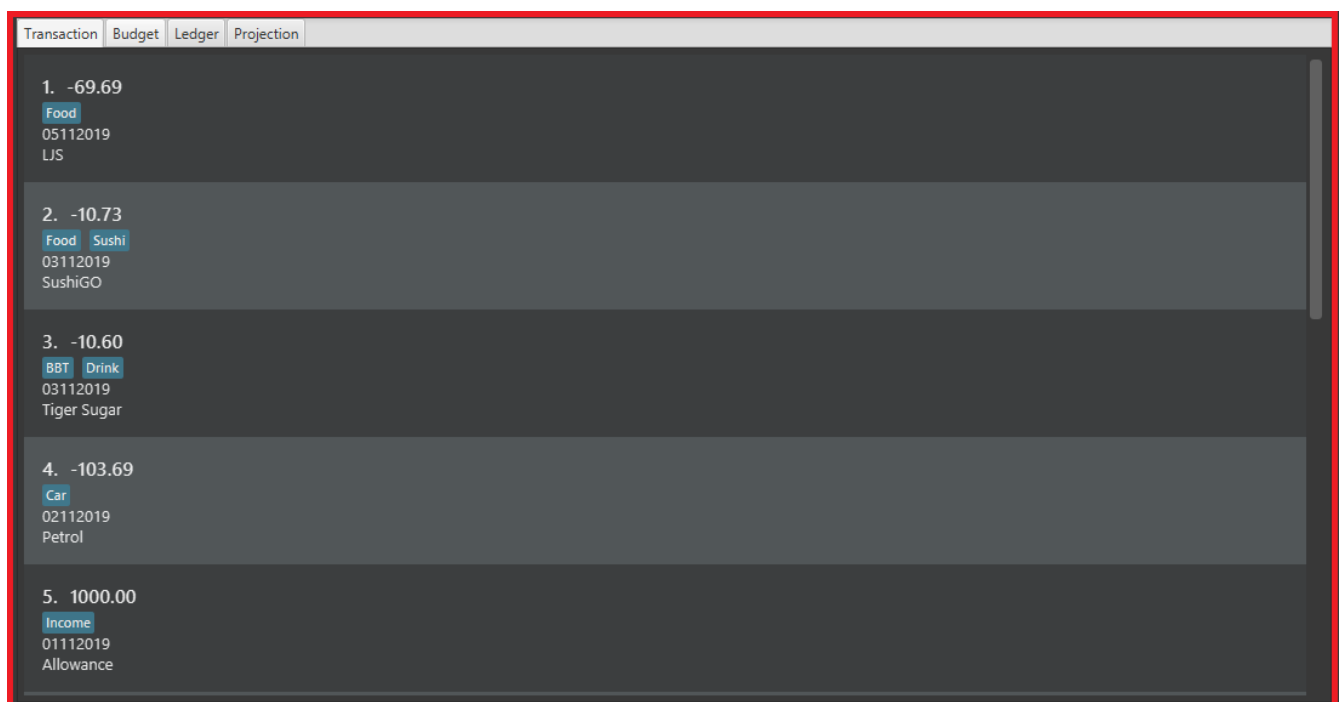 Transaction Budget Ledger Projection
1. -69.69
Food
05112019
LJS
2. -10.73
Food Sushi
03112019
SushiGO
3. -10.60
BBT Drink
03112019
Tiger Sugar
4. -103.69
Car
02112019
Petrol
5. 1000.00
Income
01112019
Allowance